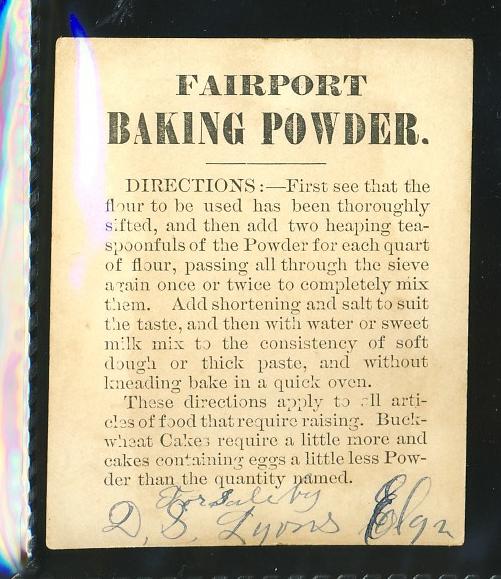 FAIRPORT
BAKING POWDER.
DIRECTIONS:—First see that the
flour to be used has been thoroughly
sifted, and then add two heaping tea-
spoonfuls of the Powder for each quart
of flour, passing all through the sieve
again once or twice to completely mix
them. Add shortening and salt to suit
the taste, and then with water or sweet
milk mix to the consistency of soft
dough or thick paste, and without
kneading bake in a quick oven.
These directions apply to all arti-
cles of food that require raising. Buck-
wheat Cakes require a little more and
cakes containing eggs a little less Pow-
der than the quantity named.
For sale by
D. S. Lyons Elgin